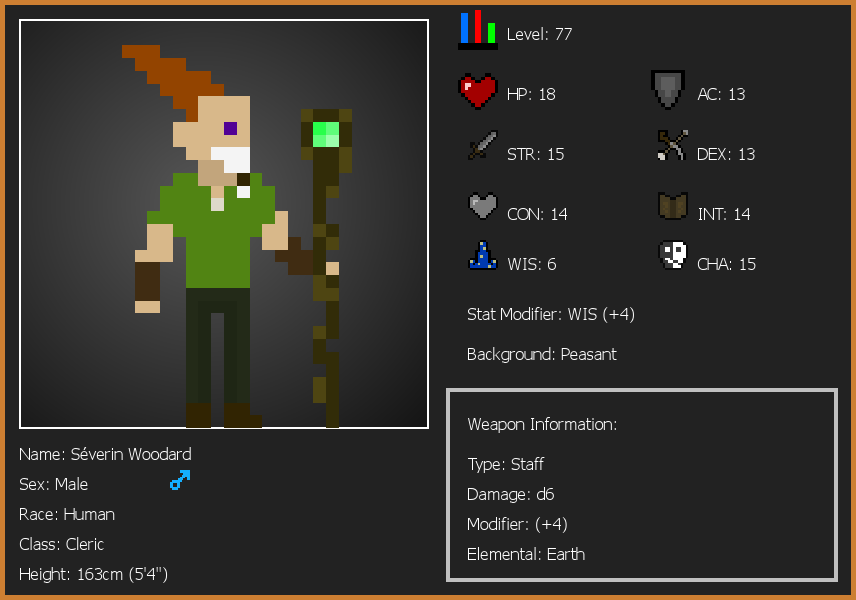 Level: 77
HP: 18
AC: 13
STR: 15
DEX: 13
CON: 14
INT: 14
WIS: 6
CHA: 15
Stat Modifier: WIS (+4)
Background: Peasant
Weapon Information:
Type: Staff
Damage: d6
Modifier: (+4)
Elemental: Earth
Name: Séverin Woodard
Sex: Male
Race: Human
Class: Cleric
Height: 163cm (5'4")